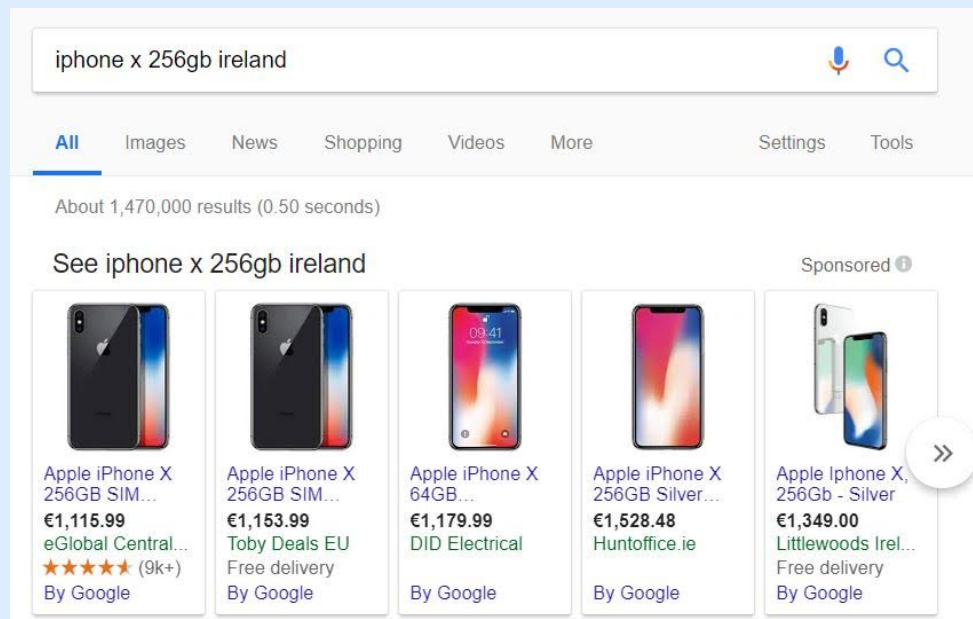 iphone x 256gb ireland
All Images News Shopping Videos More Settings Tools
About 1,470,000 results (0.50 seconds)
See iphone x 256gb ireland Sponsored
Apple iPhone X
256GB SIM...
€1,115.99
eGlobal Central...
(9k+)
By Google
Apple iPhone X
256GB SIM...
€1,153.99
Toby Deals EU
Free delivery
By Google
09:41
Apple iPhone X
64GB...
€1,179.99
DID Electrical
By Google
Apple iPhone X
256GB Silver...
€1,528.48
Huntoffice.ie
By Google
Apple Iphone X,
256Gb - Silver
€1,349.00
Littlewoods Irel...
Free delivery
By Google